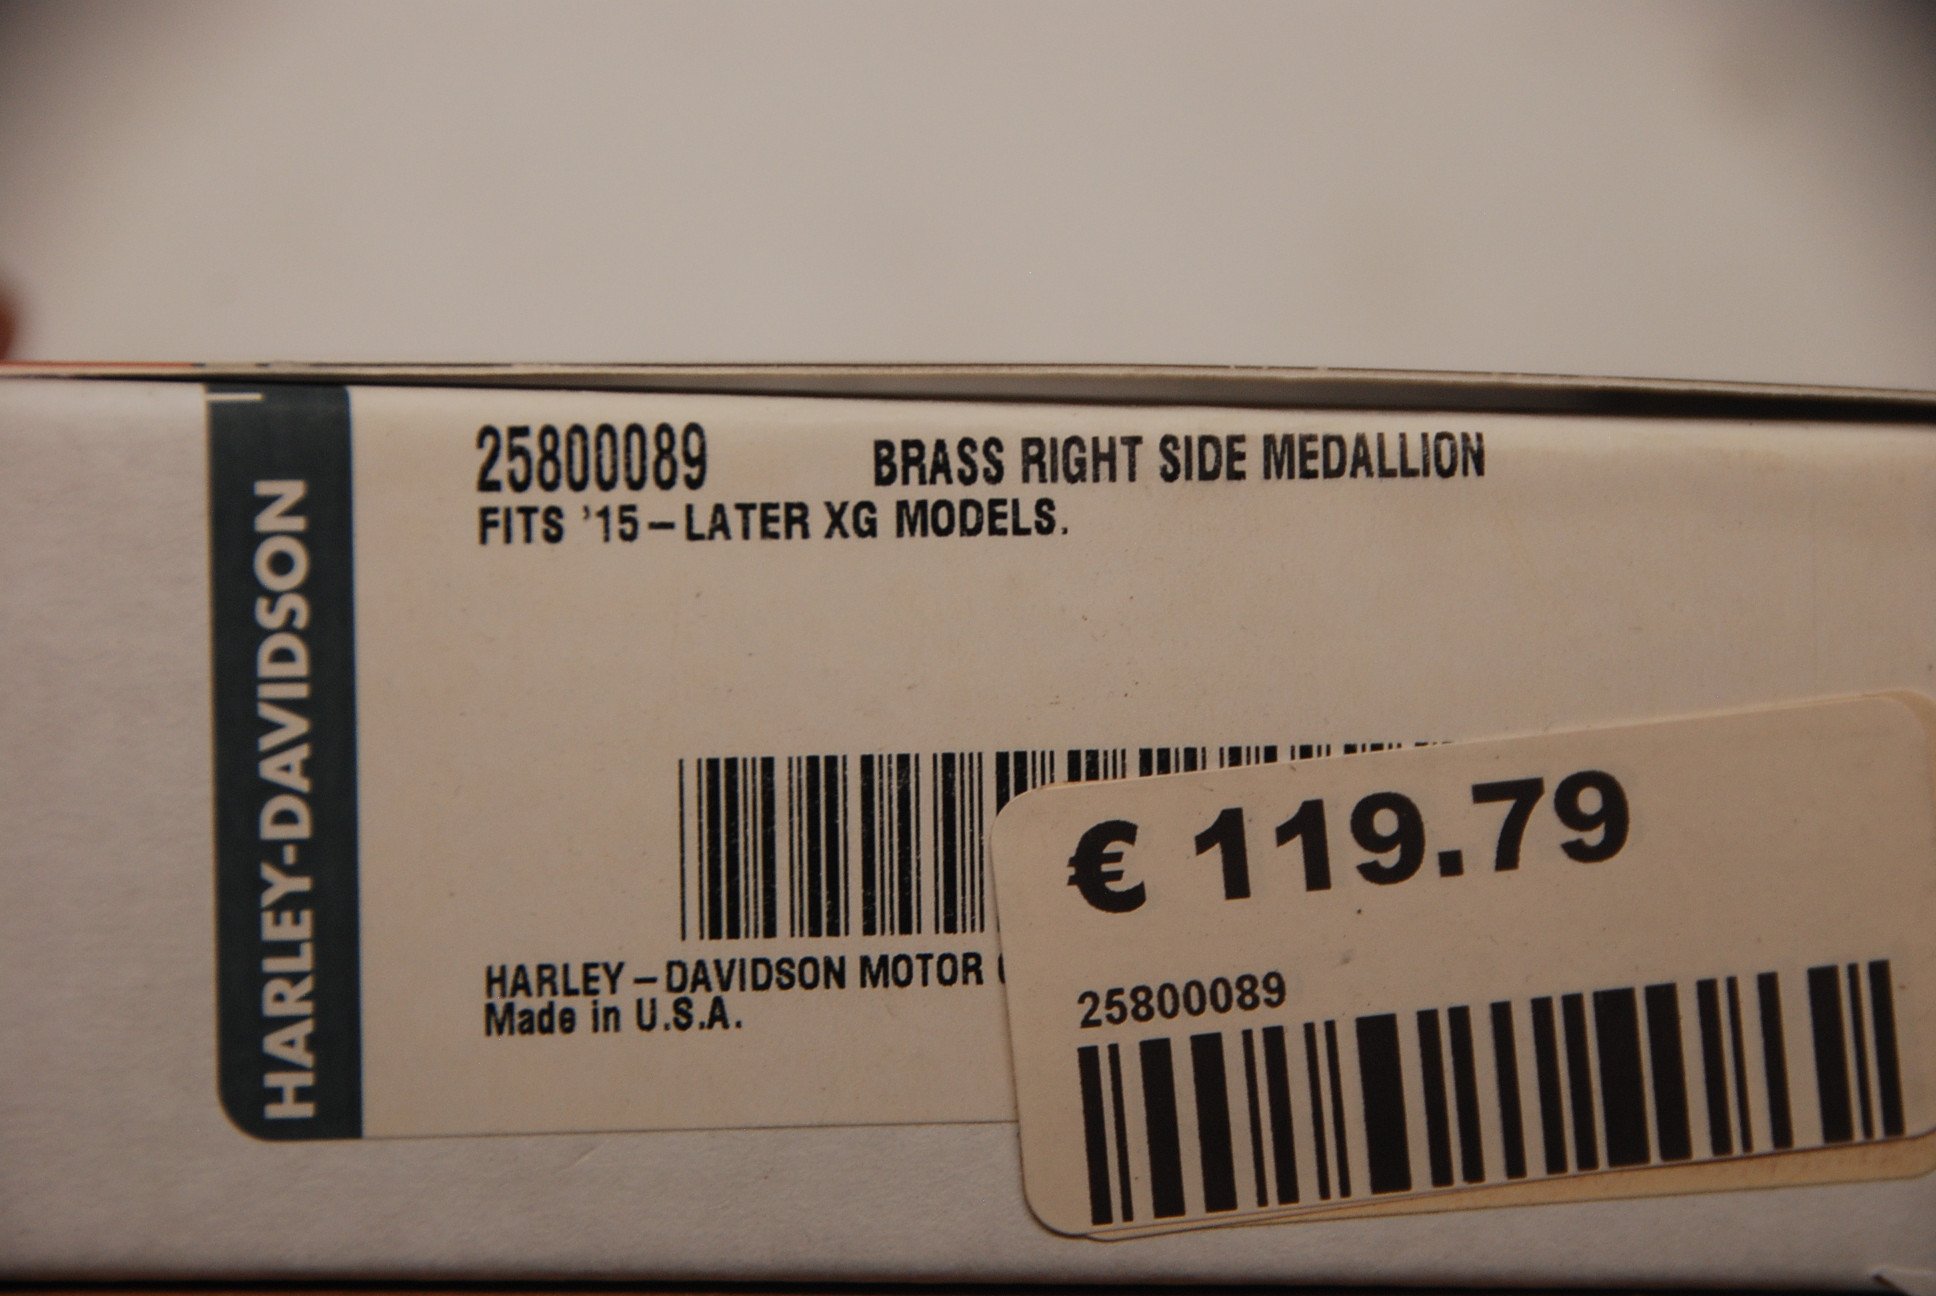 HARLEY-DAVIDSON
25800089 BRASS RIGHT SIDE MEDALLION
FITS '15-LATER XG MODELS.
HARLEY-DAVIDSON MOTOR
Made in U.S.A.
€ 119.79
25800089